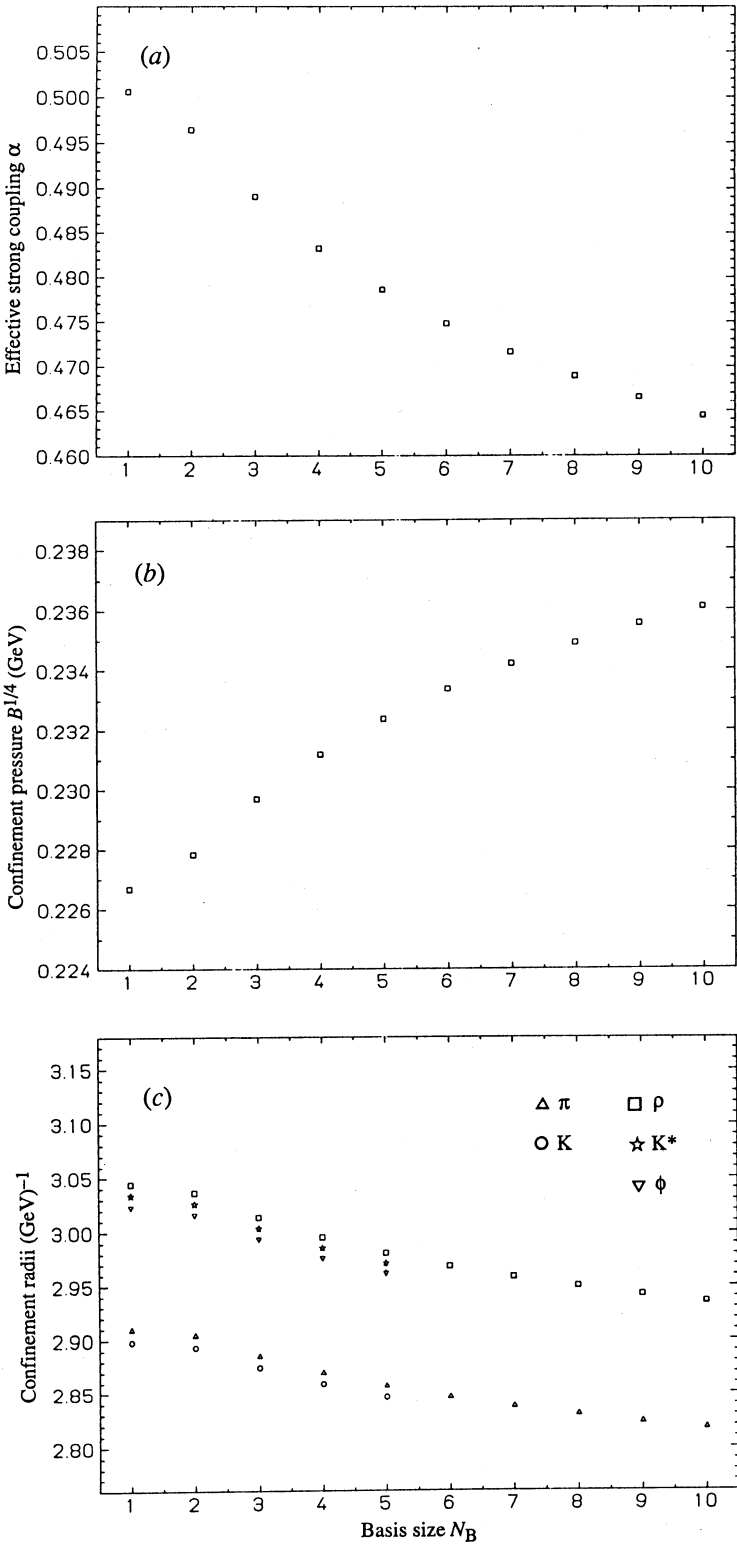 (a)
Effective strong coupling α
0.505
0.500
0.495
0.490
0.485
0.480
0.475
0.470
0.465
0.460
1 2 3 4 5 6 7 8 9 10
(b)
Confinement pressure B^1/4 (GeV)
0.238
0.236
0.234
0.232
0.230
0.228
0.226
0.224
1 2 3 4 5 6 7 8 9 10
(c)
π ρ
K K*
ϕ
Confinement radii (GeV)−1
3.15
3.10
3.05
3.00
2.95
2.90
2.85
2.80
1 2 3 4 5 6 7 8 9 10
Basis size NB